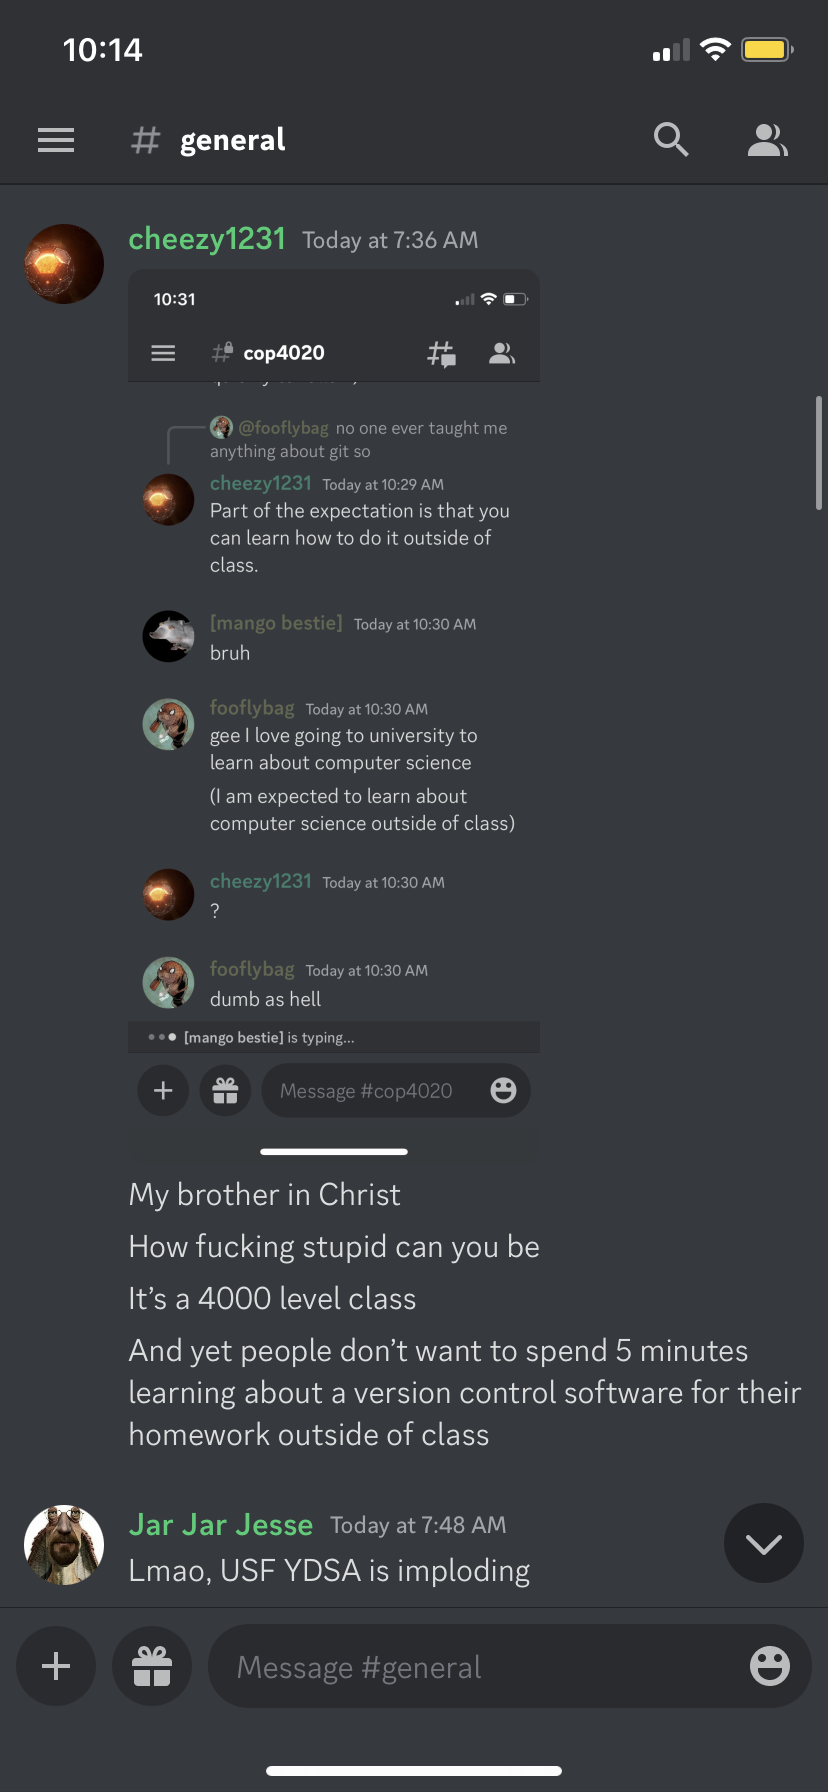 10:14
# general
cheezy1231 Today at 7:36 AM
10:31
# cop4020
@fooflybag no one ever taught me
anything about git so
cheezy1231 Today at 10:29 AM
Part of the expectation is that you
can learn how to do it outside of
class.
[mango bestie] Today at 10:30 AM
bruh
fooflybag Today at 10:30 AM
gee I love going to university to
learn about computer science
(I am expected to learn about
computer science outside of class)
cheezy1231 Today at 10:30 AM
?
fooflybag Today at 10:30 AM
dumb as hell
[mango bestie] is typing...
Message #cop4020
My brother in Christ
How fucking stupid can you be
It's a 4000 level class
And yet people don't want to spend 5 minutes
learning about a version control software for their
homework outside of class
Jar Jar Jesse Today at 7:48 AM
Lmao, USF YDSA is imploding
Message #general